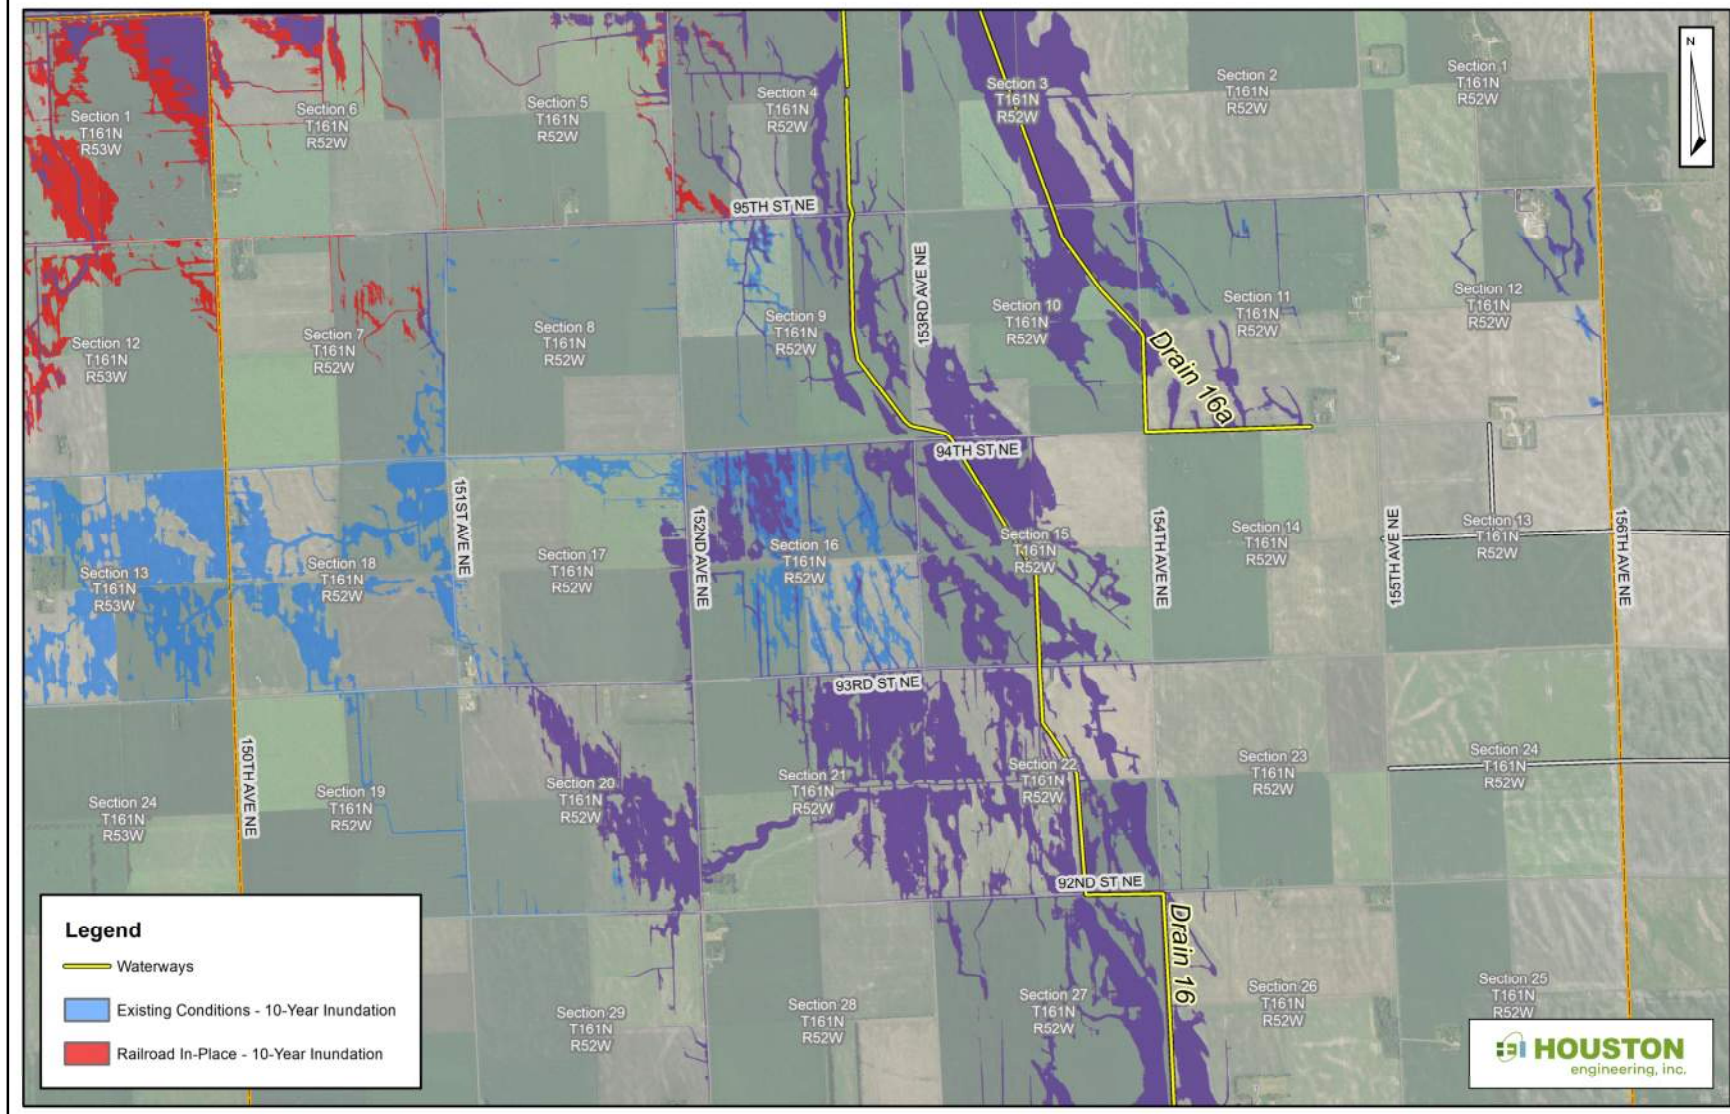 N
Section 1
T161N
R53W
Section 6
T161N
R52W
Section 5
T161N
R52W
Section 4
T161N
R52W
Section 3
T161N
R52W
Section 2
T161N
R52W
Section 1
T161N
R52W
95TH ST NE
153RD AVE NE
Section 12
T161N
R53W
Section 7
T161N
R52W
Section 8
T161N
R52W
Section 9
T161N
R52W
Section 10
T161N
R52W
Section 11
T161N
R52W
Section 12
T161N
R52W
Drain 16a
94TH ST NE
151ST AVE NE
152ND AVE NE
154TH AVE NE
155TH AVE NE
156TH AVE NE
Section 13
T161N
R53W
Section 18
T161N
R52W
Section 17
T161N
R52W
Section 16
T161N
R52W
Section 15
T161N
R52W
Section 14
T161N
R52W
Section 13
T161N
R52W
93RD ST NE
150TH AVE NE
Section 24
T161N
R53W
Section 19
T161N
R52W
Section 20
T161N
R52W
Section 21
T161N
R52W
Section 22
T161N
R52W
Section 23
T161N
R52W
Section 24
T161N
R52W
92ND ST NE
Drain 16
Section 29
T161N
R52W
Section 28
T161N
R52W
Section 27
T161N
R52W
Section 26
T161N
R52W
Section 25
T161N
R52W
Legend
Waterways
Existing Conditions - 10-Year Inundation
Railroad In-Place - 10-Year Inundation
HOUSTON
engineering, inc.